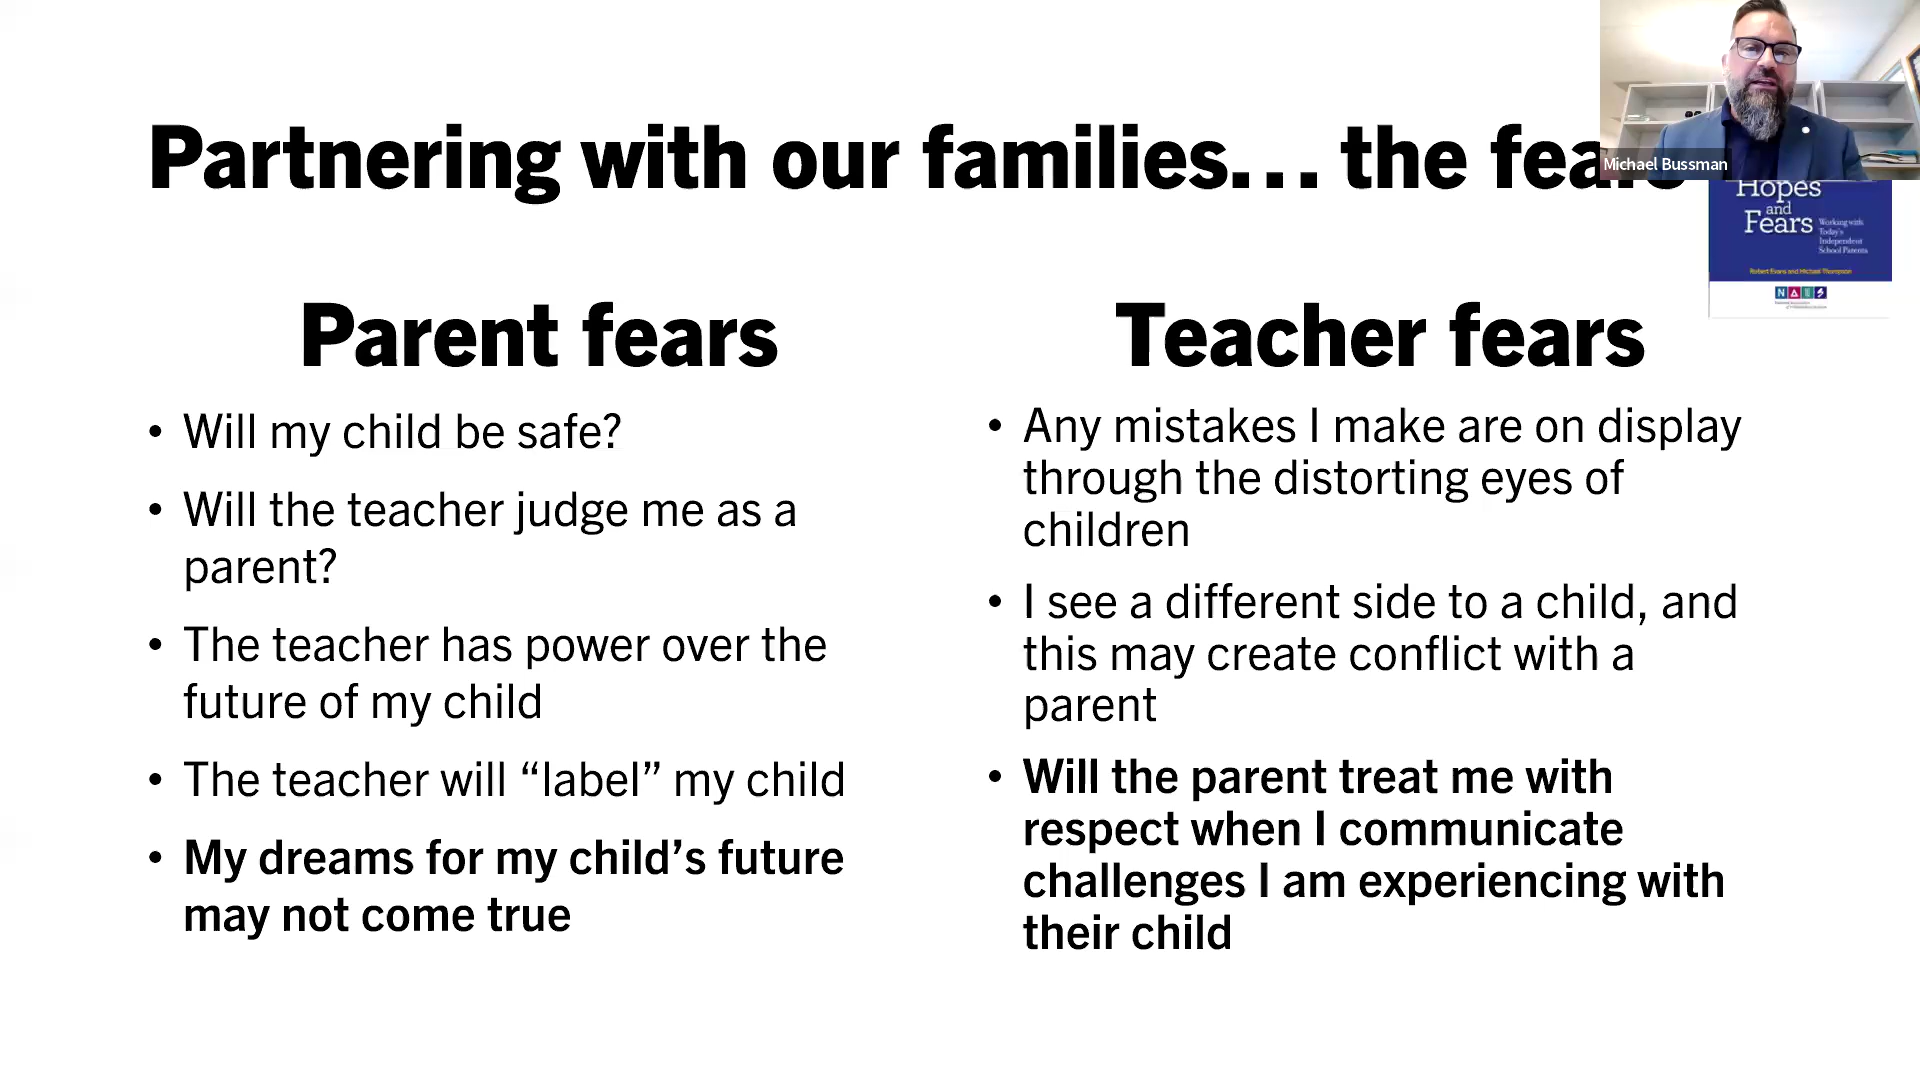 Partnering with our families… the fears
Michael Bussman
Hopes
and
Fears
Working with
Today's
Independent
School Parents
Robert Evans and Michael Thompson
NAIS
Parent fears
• Will my child be safe?
• Will the teacher judge me as a
parent?
• The teacher has power over the
future of my child
• The teacher will “label” my child
• My dreams for my child’s future
may not come true
Teacher fears
• Any mistakes I make are on display
through the distorting eyes of
children
• I see a different side to a child, and
this may create conflict with a
parent
• Will the parent treat me with
respect when I communicate
challenges I am experiencing with
their child